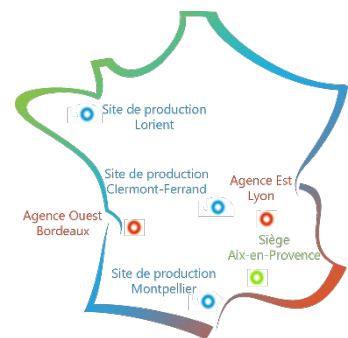 Site de production
Lorient
Site de production
Clermont-Ferrand
Agence Est
Lyon
Agence Ouest
Bordeaux
Siège
Aix-en-Provence
Site de production
Montpellier